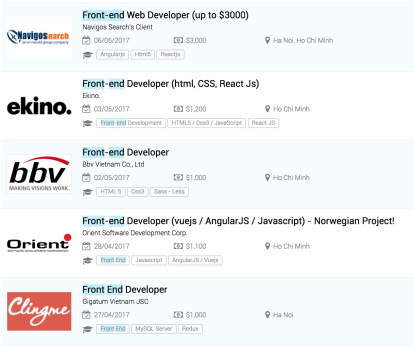 Front-end Web Developer (up to $3000)
Navigos Search's Client
Navigossearch
06/05/2017 $3,000 Ha Noi, Ho Chi Minh
Angularjs Html5 Reactjs
Front-end Developer (html, CSS, React Js)
Ekino.
ekino.
03/05/2017 $1,200 Ho Chi Minh
Front-end Development HTML5 / Css3 / JavaScript React JS
Front-end Developer
Bbv Vietnam Co., Ltd
bbv
MAKING VISIONS WORK.
02/05/2017 $1,000 Ho Chi Minh
HTML 5 Css3 Sass - Less
Front-end Developer (vuejs / AngularJS / Javascript) - Norwegian Project!
Orient Software Development Corp.
Orient
SOFTWARE DEVELOPMENT CORPORATION
28/04/2017 $1,100 Ho Chi Minh
Front End Javascript AngularJS / Vuejs
Front End Developer
Gigatum Vietnam JSC
Clingme
27/04/2017 $1,000 Ha Noi
Front End MySQL Server Redux